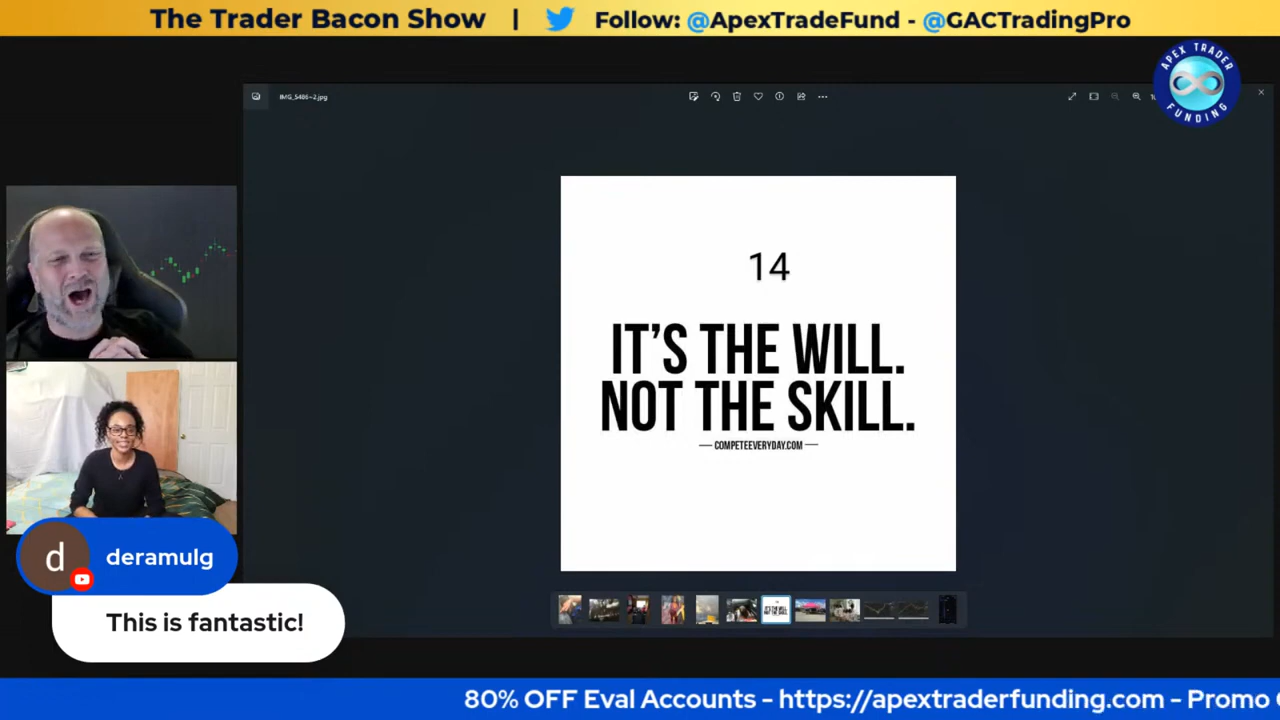 The Trader Bacon Show | Follow: @ApexTradeFund - @GACTradingPro
APEX TRADER
FUNDING
IMG_5486~2.jpg
14
IT'S THE WILL.
NOT THE SKILL.
— COMPETEEVERYDAY.COM —
d deramulg
This is fantastic!
80% OFF Eval Accounts - https://apextraderfunding.com - Promo